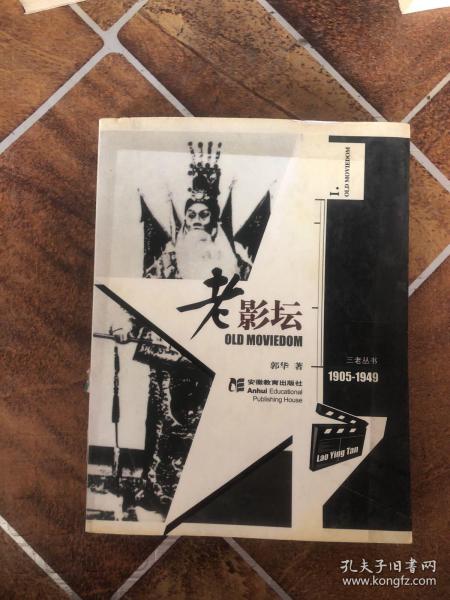 I.
OLD MOVIEDOM
老影坛
OLD MOVIEDOM
郭华 著
三老丛书
1905-1949
安徽教育出版社
Anhui Educational
Publishing House
Lao Ying Tan
孔夫子旧书网
www.kongfz.com